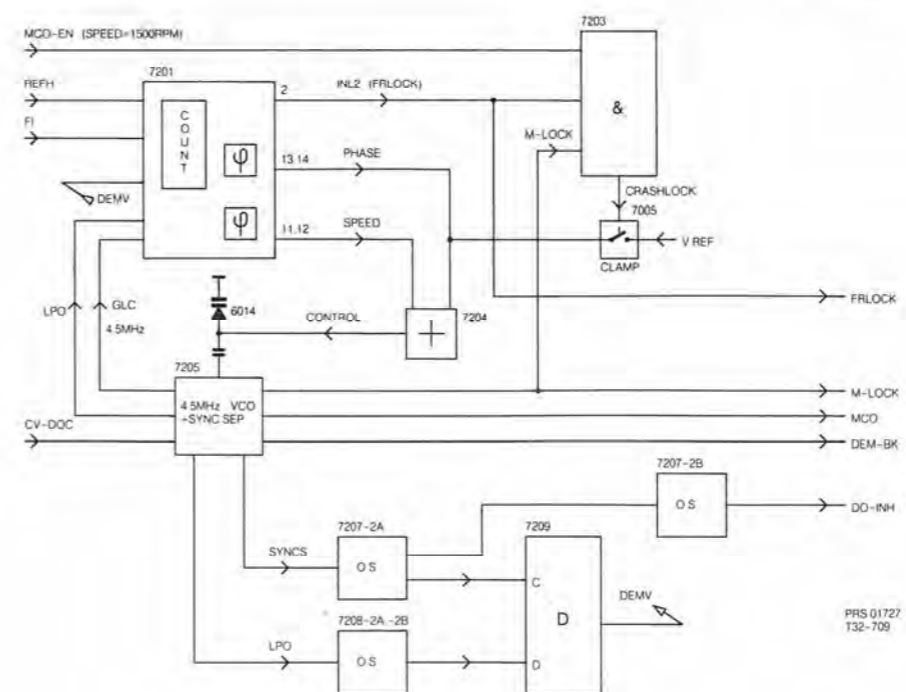 7203
MCO-EN (SPEED=1500RPM)
REFH
7201
2
INL2 (FRLOCK)
&
COUNT
FI
φ
M-LOCK
13.14
PHASE
DEMV
CRASHLOCK
φ
7005
11.12
SPEED
V REF
CLAMP
LPO
GLC
4.5MHz
6014
CONTROL
+
7204
FRLOCK
7205
4.5MHz VCO
+SYNC SEP
M-LOCK
MCO
CV-DOC
DEM-BK
7207-2B
OS
DO-INH
7207-2A
7209
SYNCS
OS
C
DEMV
D
7208-2A -2B
LPO
OS
D
PRS 01727
T32-709